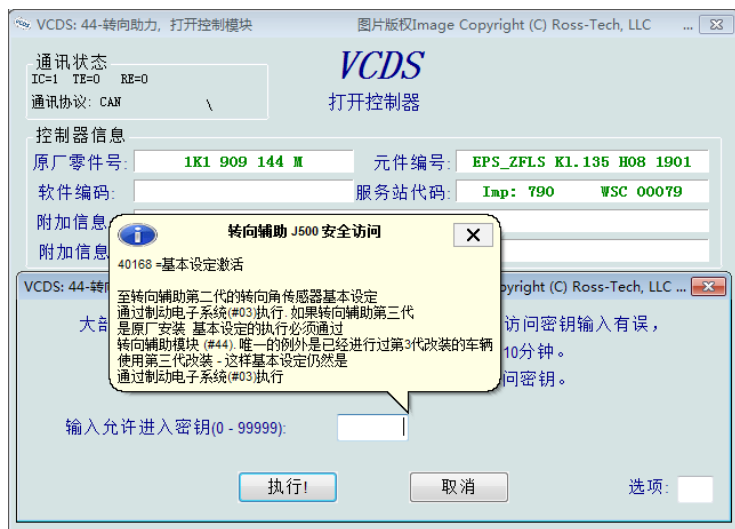 VCDS: 44-转向助力, 打开控制模块 图片版权Image Copyright (C) Ross-Tech, LLC ...
通讯状态
IC=1 TE=0 RE=0
通讯协议: CAN \
VCDS
打开控制器
控制器信息
原厂零件号: 1K1 909 144 M 元件编号: EPS_ZFLS Kl.135 H08 1901
软件编码: 服务站代码: Imp: 790 WSC 00079
附加信息
附加信息
转向辅助 J500 安全访问
40168 =基本设定激活
至转向辅助第二代的转向角传感器基本设定
通过制动电子系统(#03)执行. 如果转向辅助第三代
是原厂安装 基本设定的执行必须通过
转向辅助模块 (#44). 唯一的例外是已经进行过第3代改装的车辆
使用第三代改装 - 这样基本设定仍然是
通过制动电子系统(#03)执行
VCDS: 44-转 pyright (C) Ross-Tech, LLC ...
大部 访问密钥输入有误，
10分钟。
问密钥。
输入允许进入密钥(0 - 99999):
执行!
取消
选项: